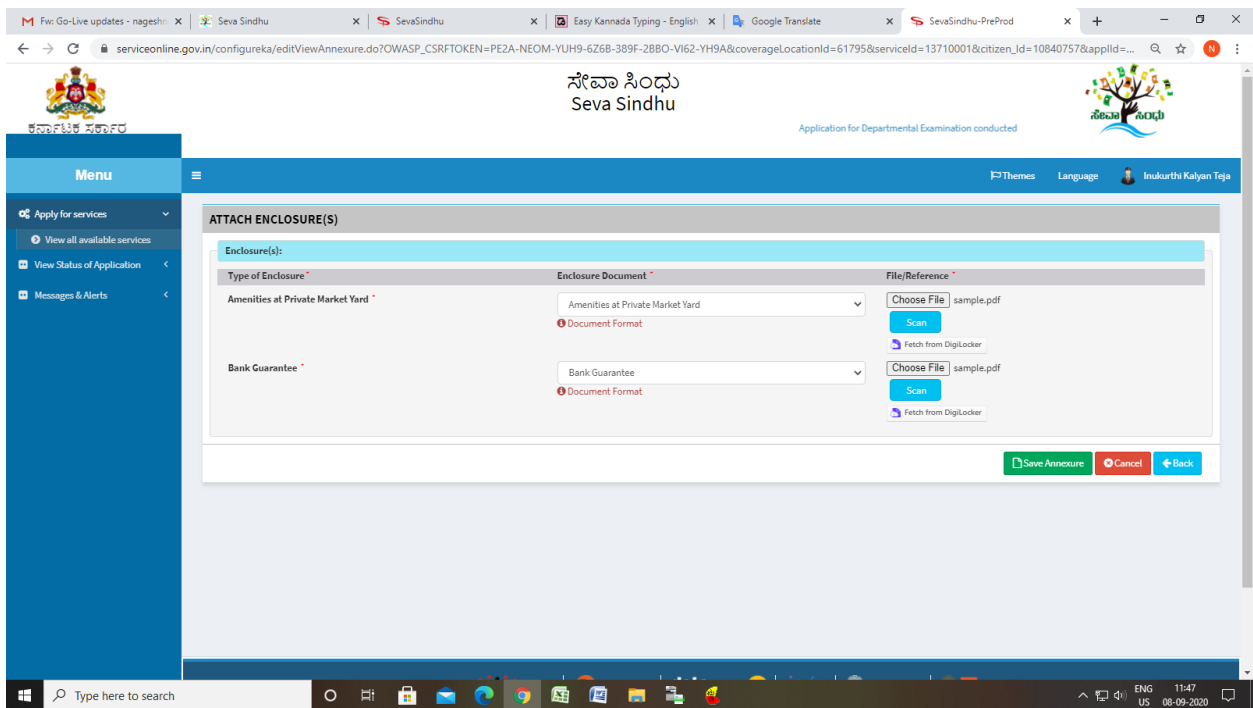 Fw: Go-Live updates - nageshn
Seva Sindhu
SevaSindhu
Easy Kannada Typing - English
Google Translate
SevaSindhu-PreProd
serviceonline.gov.in/configureka/editViewAnnexure.do?OWASP_CSRFTOKEN=PE2A-NEOM-YUH9-6Z6B-389F-2BBO-VI62-YH9A&coverageLocationId=61795&serviceId=13710001&citizen_Id=10840757&applId=...
N
ಕರ್ನಾಟಕ ಸರ್ಕಾರ
ಸೇವಾ ಸಿಂಧು
Seva Sindhu
Application for Departmental Examination conducted
ಸೇವಾ ಸಿಂಧು
Menu
Themes
Language
Inukurthi Kalyan Teja
Apply for services
View all available services
View Status of Application
Messages & Alerts
ATTACH ENCLOSURE(S)
Enclosure(s):
Type of Enclosure *
Enclosure Document *
File/Reference *
Amenities at Private Market Yard *
Amenities at Private Market Yard
Choose File sample.pdf
Document Format
Scan
Fetch from DigiLocker
Bank Guarantee *
Bank Guarantee
Choose File sample.pdf
Document Format
Scan
Fetch from DigiLocker
Save Annexure
Cancel
Back
Type here to search
ENG
US
11:47
08-09-2020